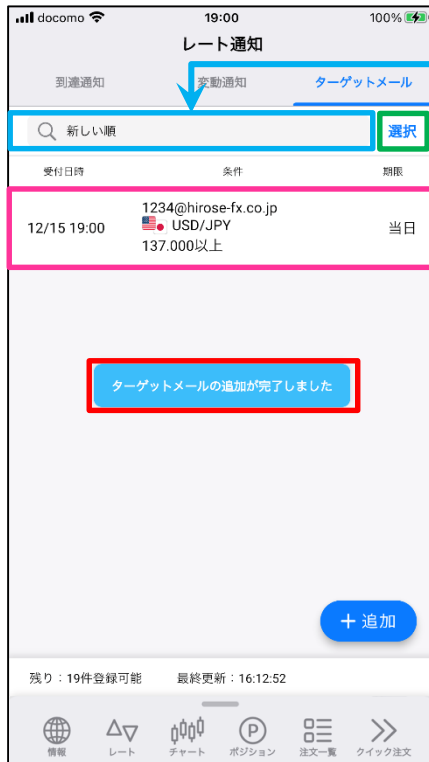 docomo 19:00 100%
レート通知
到達通知 変動通知 ターゲットメール
新しい順 選択
受付日時 条件 期限
1234@hirose-fx.co.jp
12/15 19:00 USD/JPY 当日
137.000以上
ターゲットメールの追加が完了しました
+ 追加
残り：19件登録可能 最終更新：16:12:52
情報 レート チャート ポジション 注文一覧 クイック注文